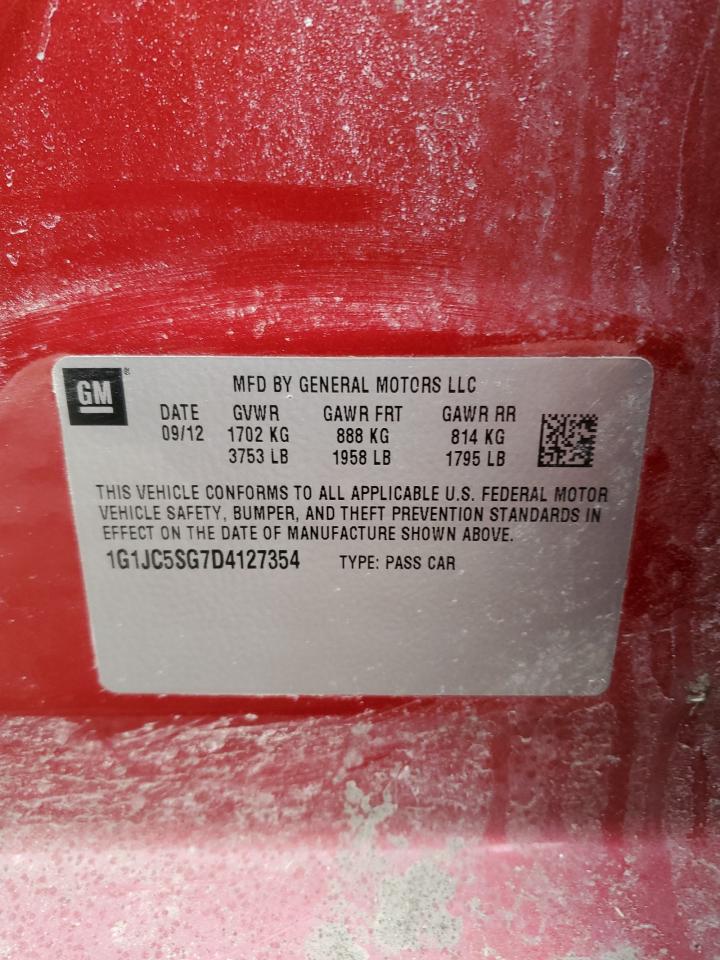 GM®
MFD BY GENERAL MOTORS LLC
DATE GVWR GAWR FRT GAWR RR
09/12 1702 KG 888 KG 814 KG
3753 LB 1958 LB 1795 LB
THIS VEHICLE CONFORMS TO ALL APPLICABLE U.S. FEDERAL MOTOR
VEHICLE SAFETY, BUMPER, AND THEFT PREVENTION STANDARDS IN
EFFECT ON THE DATE OF MANUFACTURE SHOWN ABOVE.
1G1JC5SG7D4127354 TYPE: PASS CAR